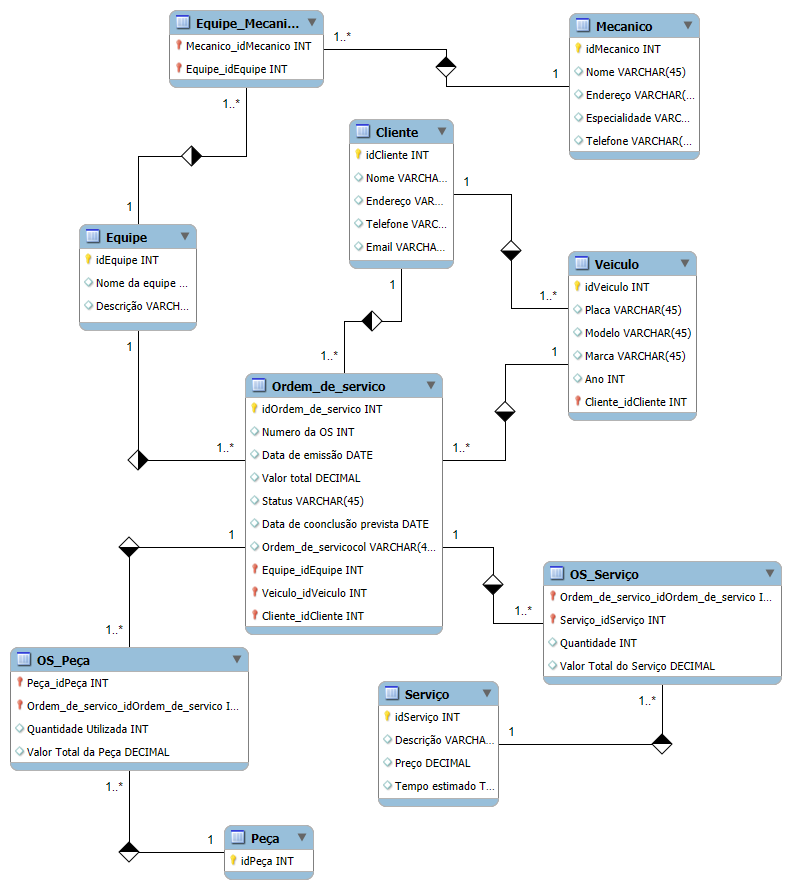 Equipe_Mecani...
Mecanico_idMecanico INT
Equipe_idEquipe INT
1..*
1..*
1
Mecanico
idMecanico INT
Nome VARCHAR(45)
Endereço VARCHAR(...
Especialidade VARC...
Telefone VARCHAR(...
Cliente
idCliente INT
Nome VARCHA...
Endereço VAR...
Telefone VARC...
Email VARCHA...
1
1
1..*
1..*
1
Equipe
idEquipe INT
Nome da equipe ...
Descrição VARCH...
1
1..*
Veiculo
idVeiculo INT
Placa VARCHAR(45)
Modelo VARCHAR(45)
Marca VARCHAR(45)
Ano INT
Cliente_idCliente INT
1
1..*
Ordem_de_servico
idOrdem_de_servico INT
Numero da OS INT
Data de emissão DATE
Valor total DECIMAL
Status VARCHAR(45)
Data de coonclusão prevista DATE
Ordem_de_servicocol VARCHAR(4...
Equipe_idEquipe INT
Veiculo_idVeiculo INT
Cliente_idCliente INT
1
1..*
1
1..*
OS_Serviço
Ordem_de_servico_idOrdem_de_servico I...
Serviço_idServiço INT
Quantidade INT
Valor Total do Serviço DECIMAL
1..*
1
OS_Peça
Peça_idPeça INT
Ordem_de_servico_idOrdem_de_servico I...
Quantidade Utilizada INT
Valor Total da Peça DECIMAL
1..*
1
Serviço
idServiço INT
Descrição VARCHA...
Preço DECIMAL
Tempo estimado T...
Peça
idPeça INT